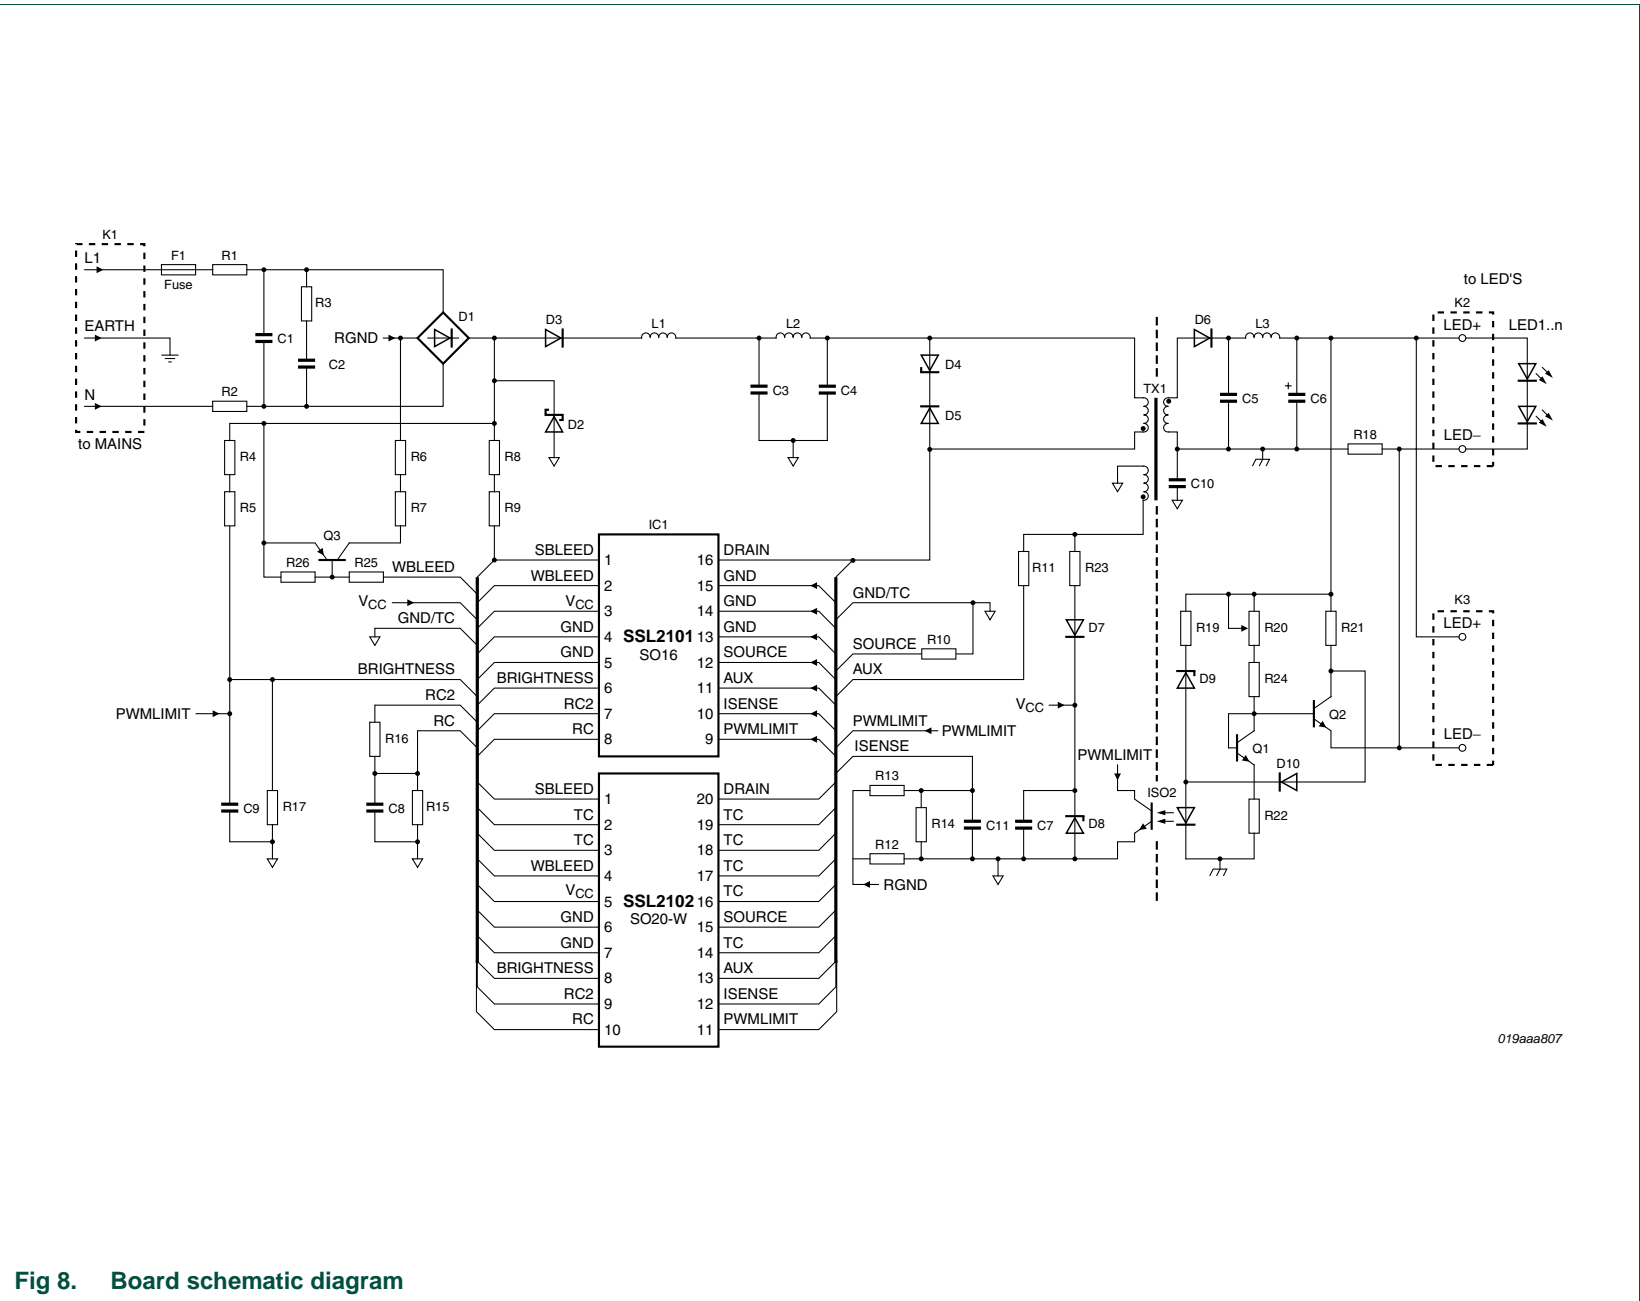 K1
L1
F1
Fuse
R1
R3
C1
C2
EARTH
N
R2
to MAINS
RGND
D1
D3
D2
L1
L2
C3
C4
D4
D5
TX1
D6
L3
C5
C6
+
R18
C10
to LED'S
K2
LED+
LED1..n
LED–
R4
R5
R6
R7
R8
R9
Q3
R26
R25
WBLEED
VCC
GND/TC
BRIGHTNESS
RC2
RC
PWMLIMIT
R16
C9
R17
C8
R15
IC1
SBLEED 1
WBLEED 2
VCC 3
GND 4
GND 5
BRIGHTNESS 6
RC2 7
RC 8
SSL2101
SO16
16 DRAIN
15 GND
14 GND
13 GND
12 SOURCE
11 AUX
10 ISENSE
9 PWMLIMIT
SBLEED 1
TC 2
TC 3
WBLEED 4
VCC 5
GND 6
GND 7
BRIGHTNESS 8
RC2 9
RC 10
SSL2102
SO20-W
20 DRAIN
19 TC
18 TC
17 TC
16 TC
15 SOURCE
14 TC
13 AUX
12 ISENSE
11 PWMLIMIT
GND/TC
SOURCE
R10
AUX
R11
R23
D7
VCC
PWMLIMIT
PWMLIMIT
ISENSE
R13
R14
R12
C11
C7
D8
RGND
PWMLIMIT
ISO2
R19
R20
R21
D9
R24
Q2
Q1
D10
R22
K3
LED+
LED–
019aaa807
Fig 8. Board schematic diagram